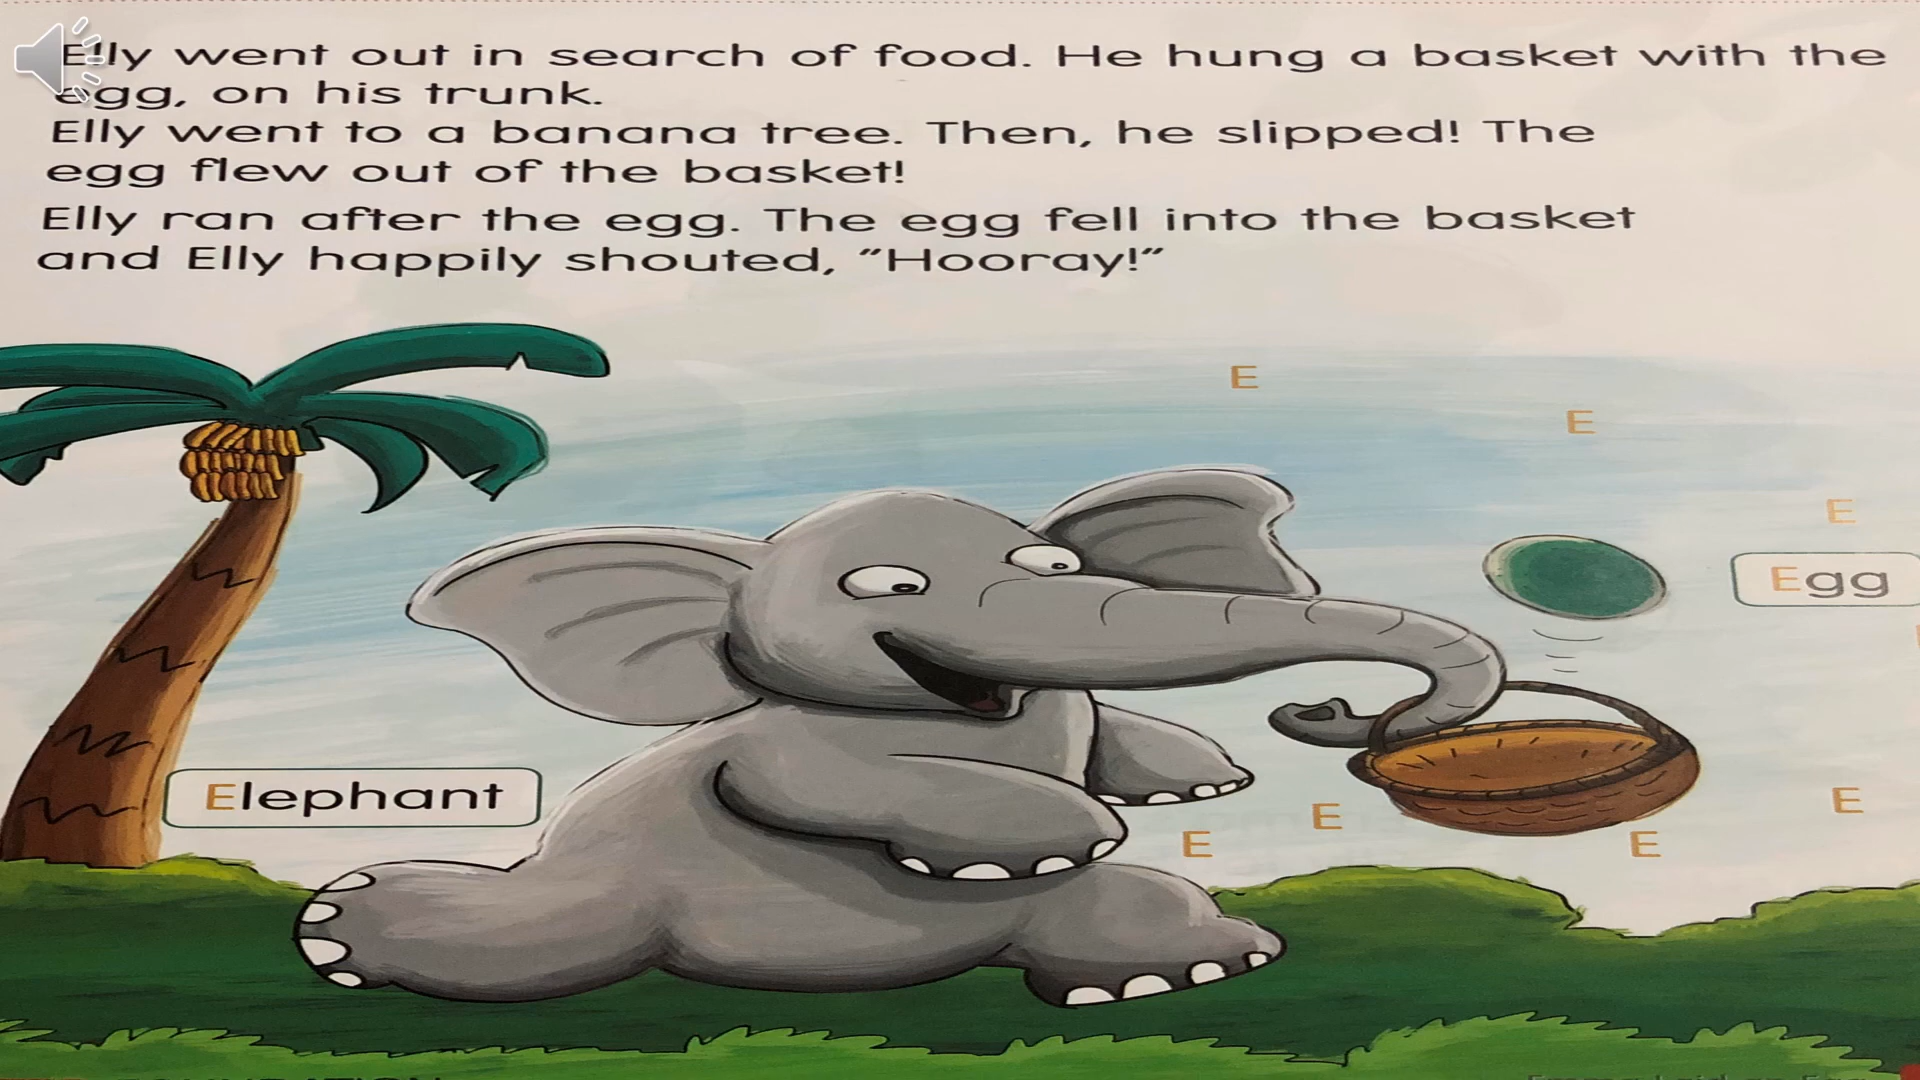 Elly went out in search of food. He hung a basket with the
egg, on his trunk.
Elly went to a banana tree. Then, he slipped! The
egg flew out of the basket!
Elly ran after the egg. The egg fell into the basket
and Elly happily shouted, "Hooray!"
E
E
E
Egg
Elephant
E
E
E
E